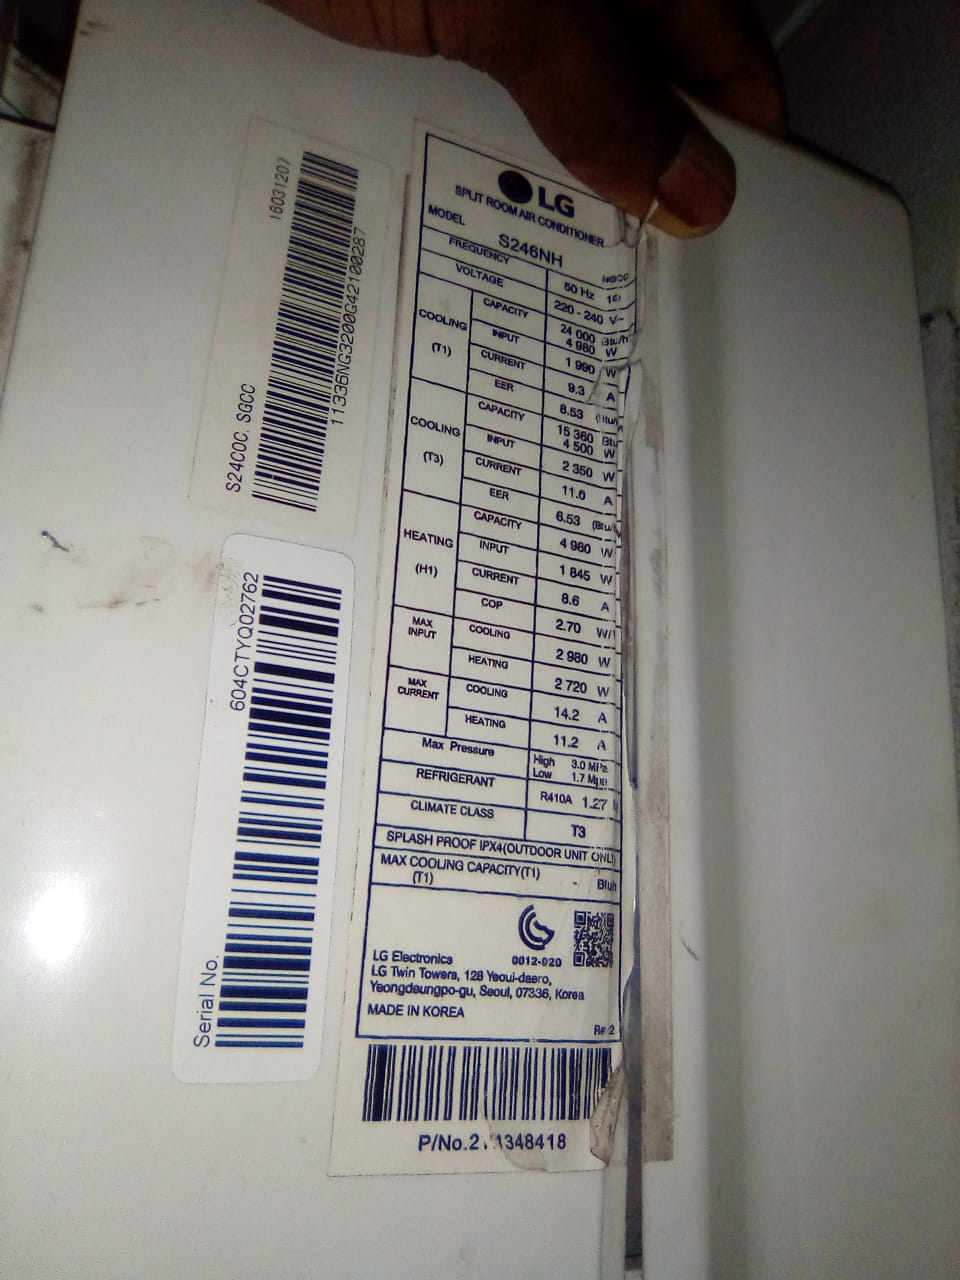 16031207
11336NG3200G42100287
S24COC. SGCC
604CTYQ02762
Serial No.
LG
SPLIT ROOM AIR CONDITIONER
MODEL S246NH
FREQUENCY 50 Hz
VOLTAGE 220 - 240
COOLING (T1)
CAPACITY 24 000 Btu/h
4 980 W
INPUT 1 990 W
CURRENT 9.3 A
EER 8.53
COOLING (T3)
CAPACITY 15 360
4 500 W
INPUT 2 350 W
CURRENT 11.0 A
EER 6.53
HEATING (H1)
CAPACITY 4 980 W
INPUT 1 845 W
CURRENT 8.6 A
COP 2.70
MAX INPUT
COOLING 2 980 W
HEATING 2 720 W
MAX CURRENT
COOLING 14.2 A
HEATING 11.2 A
Max Pressure High 3.0 MPa
Low 1.7 Mpa
REFRIGERANT R410A 1.27
CLIMATE CLASS T3
SPLASH PROOF IPX4(OUTDOOR UNIT ONLY)
MAX COOLING CAPACITY(T1) -
(T1)
0012-920
LG Electronics
LG Twin Towers, 128 Yeoui-daero,
Yeongdeungpo-gu, Seoul, 07336, Korea
MADE IN KOREA
P/No.